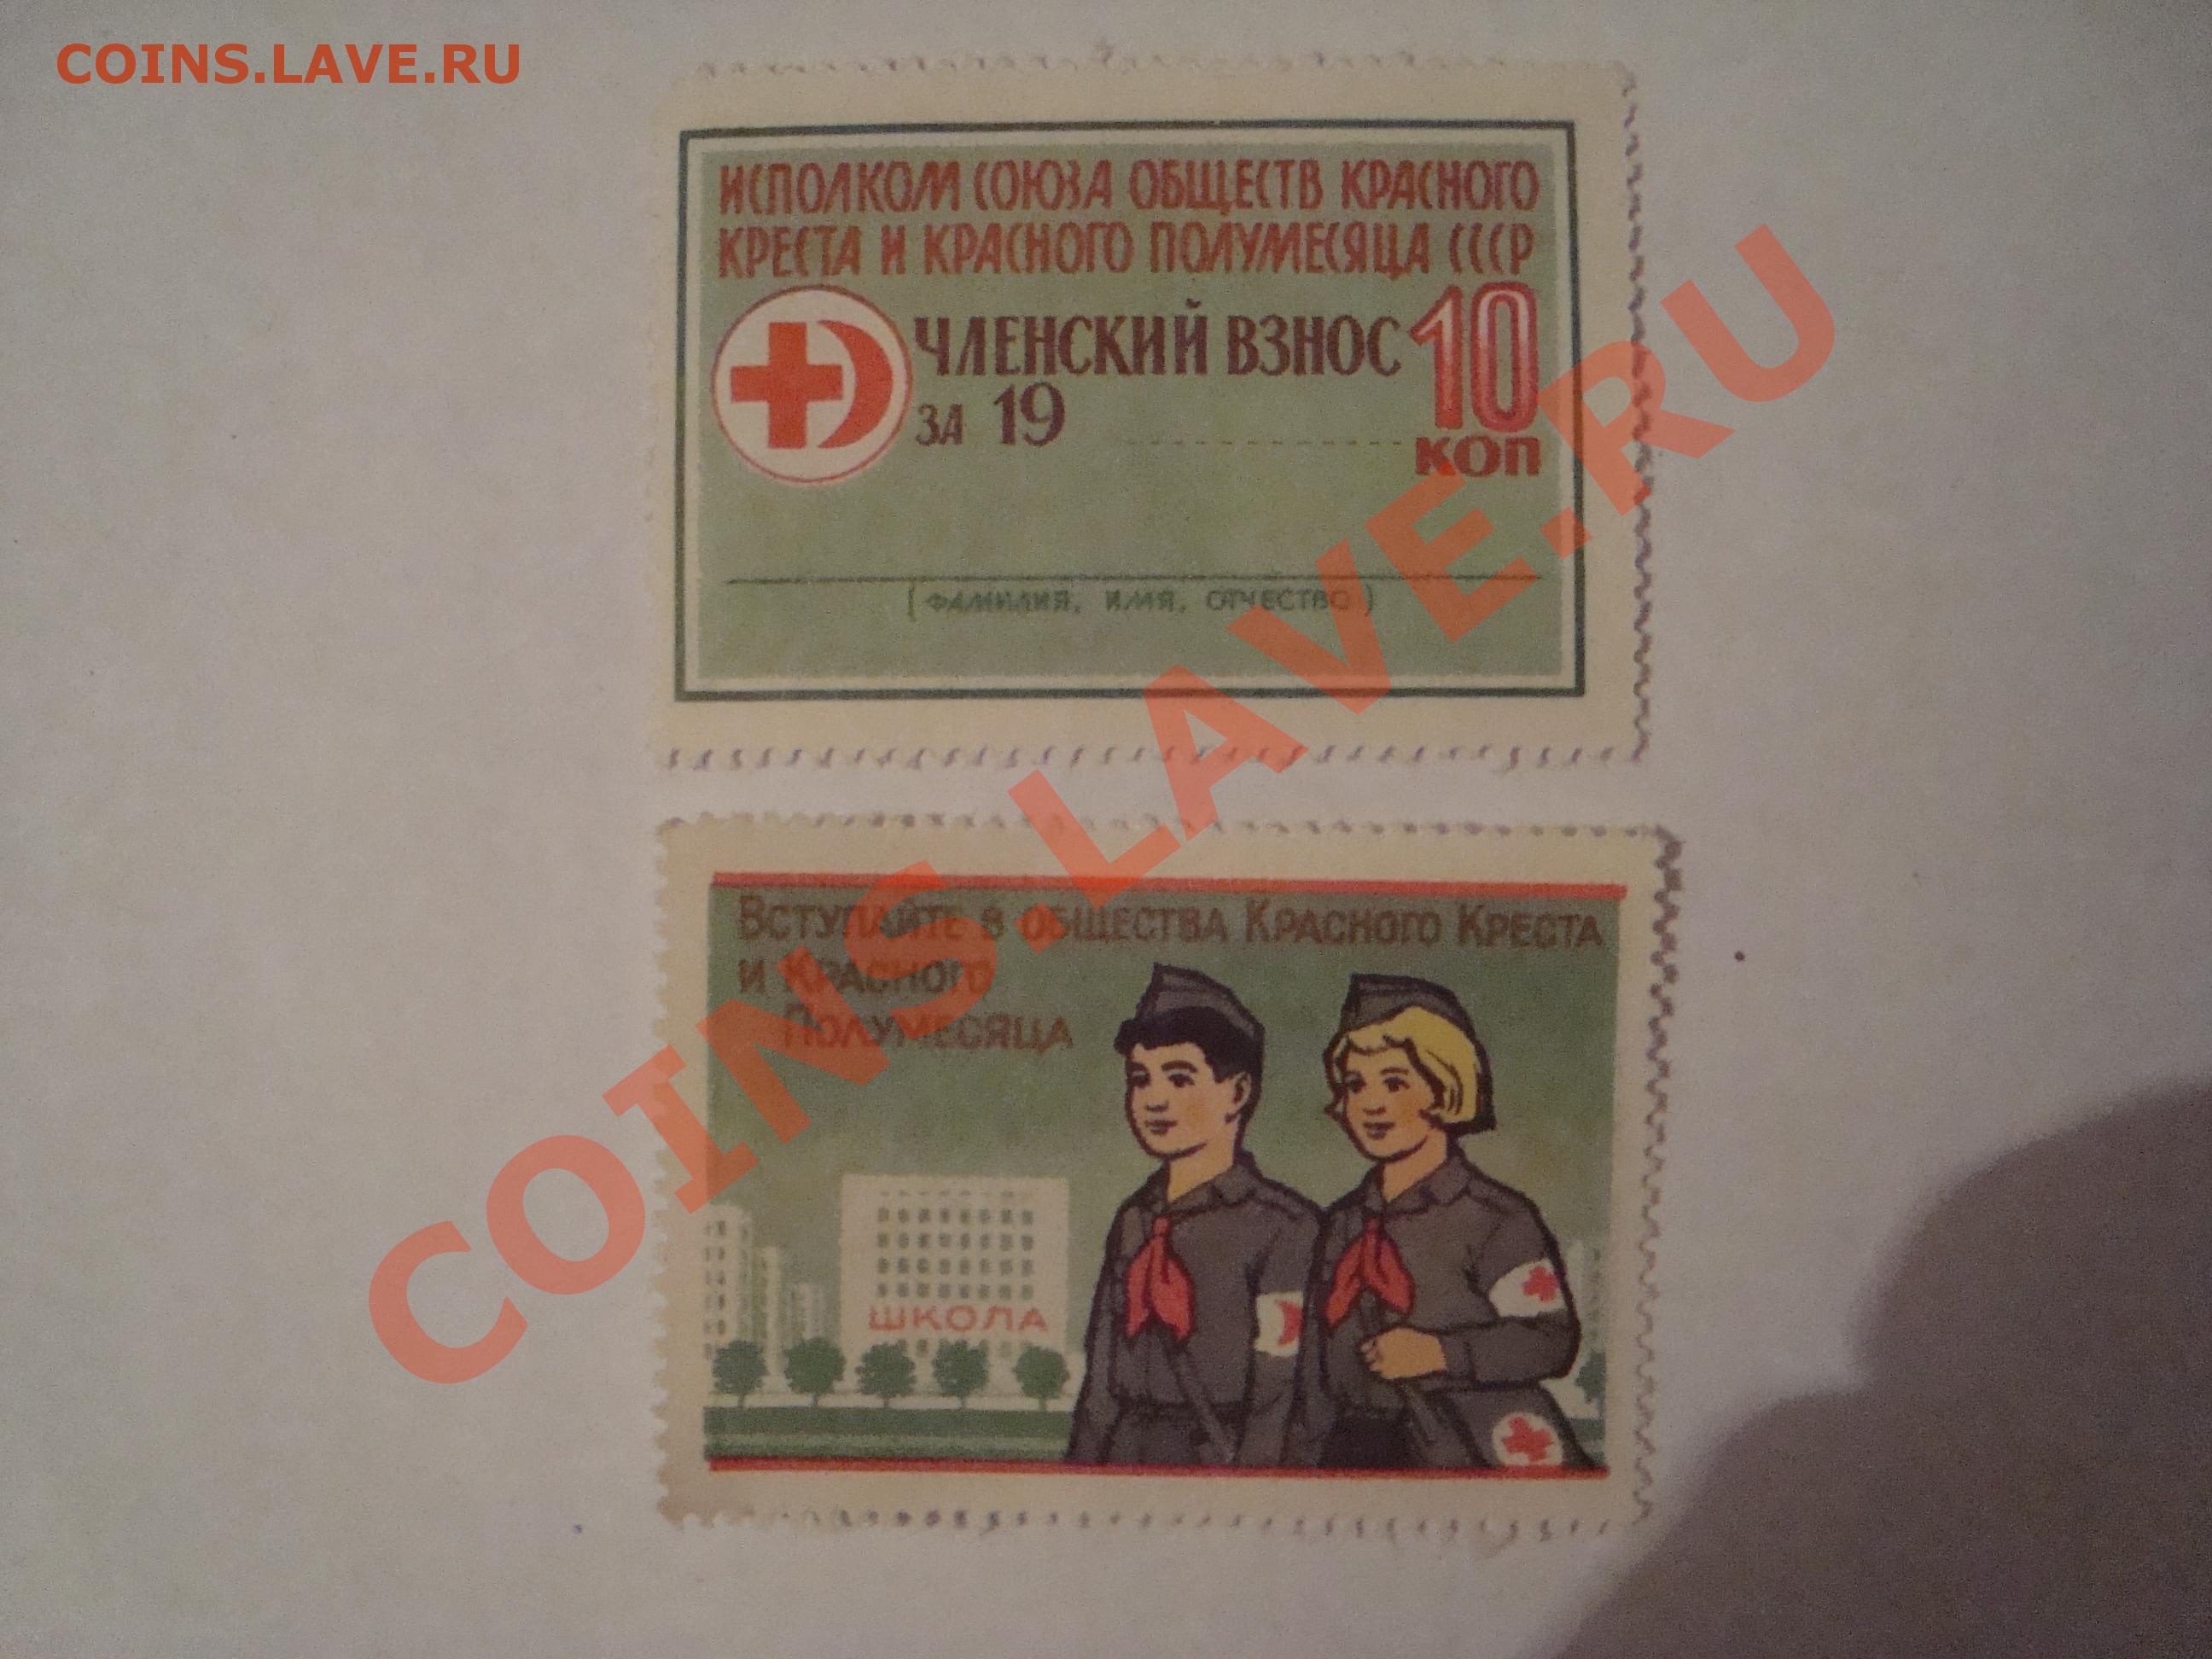 COINS.LAVE.RU
ИСПОЛКОМ СОЮЗА ОБЩЕСТВ КРАСНОГО
КРЕСТА И КРАСНОГО ПОЛУМЕСЯЦА СССР
ЧЛЕНСКИЙ ВЗНОС 10
ЗА 19 КОП
(ФАМИЛИЯ, ИМЯ, ОТЧЕСТВО)
COINS.LAVE.RU
ВСТУПАЙТЕ В ОБЩЕСТВА КРАСНОГО КРЕСТА
И КРАСНОГО
ПОЛУМЕСЯЦА
ШКОЛА